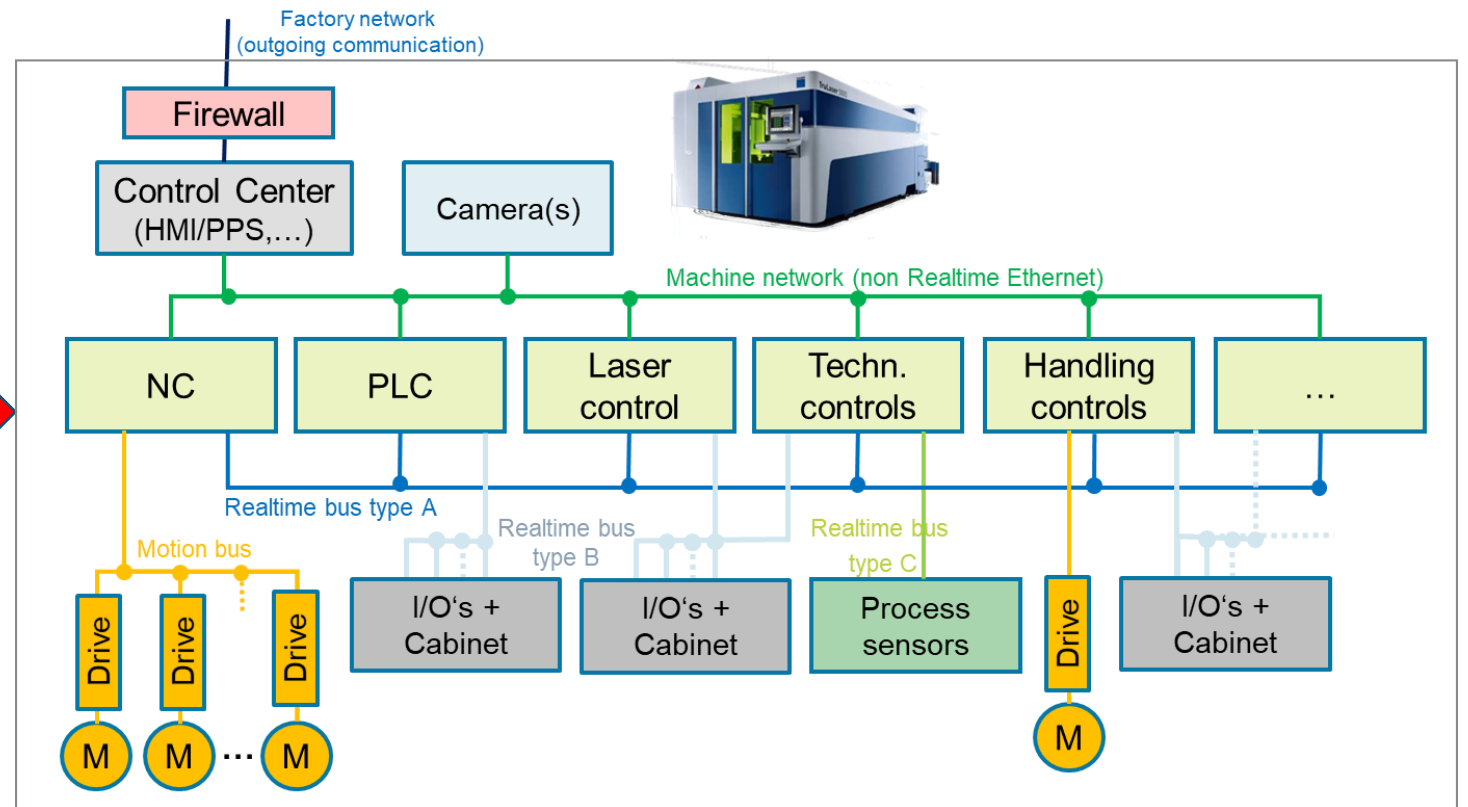 Factory network
(outgoing communication)
Firewall
Control Center
(HMI/PPS,…)
Camera(s)
Machine network (non Realtime Ethernet)
NC
PLC
Laser
control
Techn.
controls
Handling
controls
…
Realtime bus type A
Motion bus
Realtime bus
type B
Realtime bus
type C
Drive
Drive
Drive
I/O‘s +
Cabinet
I/O‘s +
Cabinet
Process
sensors
Drive
I/O‘s +
Cabinet
M
M
…
M
M